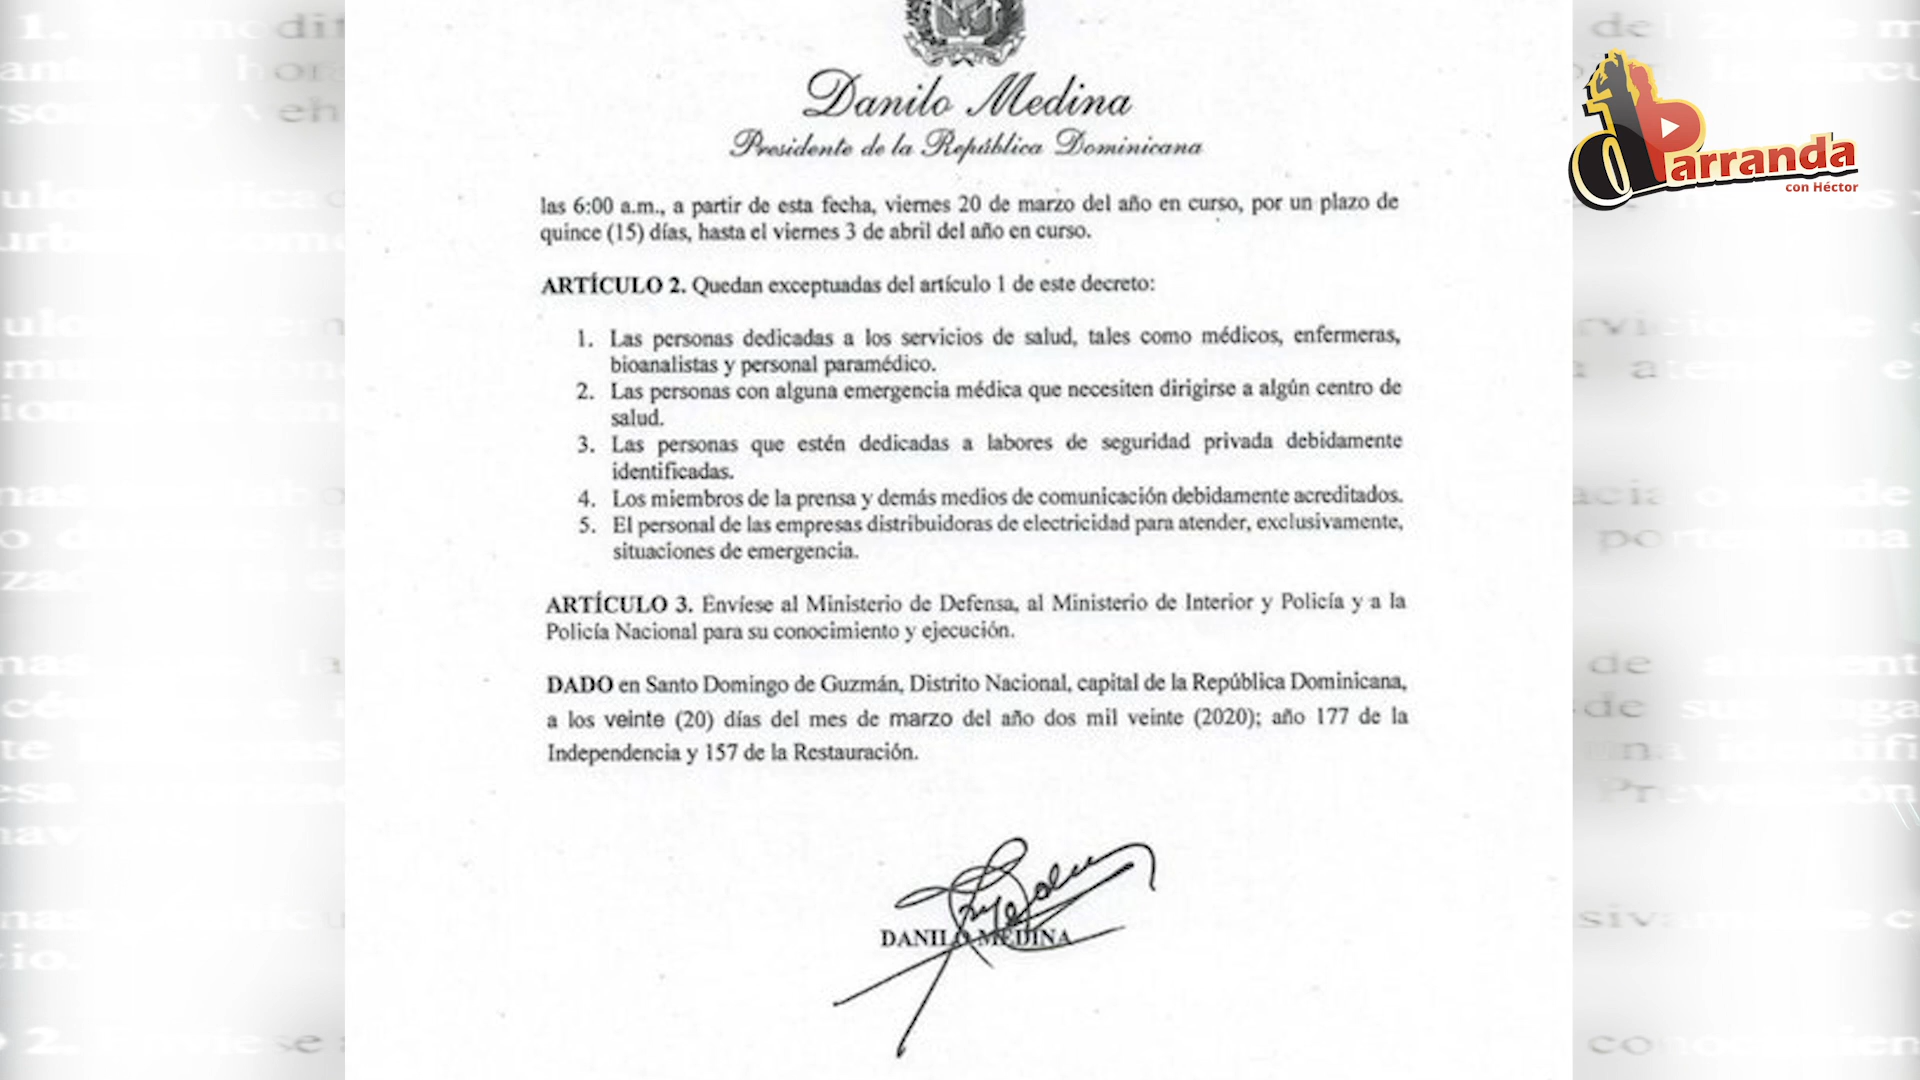 Danilo Medina
Presidente de la República Dominicana
las 6:00 a.m., a partir de esta fecha, viernes 20 de marzo del año en curso, por un plazo de
quince (15) días, hasta el viernes 3 de abril del año en curso.
ARTÍCULO 2. Quedan exceptuadas del artículo 1 de este decreto:
1. Las personas dedicadas a los servicios de salud, tales como médicos, enfermeras,
bioanalistas y personal paramédico.
2. Las personas con alguna emergencia médica que necesiten dirigirse a algún centro de
salud.
3. Las personas que estén dedicadas a labores de seguridad privada debidamente
identificadas.
4. Los miembros de la prensa y demás medios de comunicación debidamente acreditados.
5. El personal de las empresas distribuidoras de electricidad para atender, exclusivamente,
situaciones de emergencia.
ARTÍCULO 3. Envíese al Ministerio de Defensa, al Ministerio de Interior y Policía y a la
Policía Nacional para su conocimiento y ejecución.
DADO en Santo Domingo de Guzmán, Distrito Nacional, capital de la República Dominicana,
a los veinte (20) días del mes de marzo del año dos mil veinte (2020); año 177 de la
Independencia y 157 de la Restauración.
DANILO MEDINA
d Parranda
con Héctor